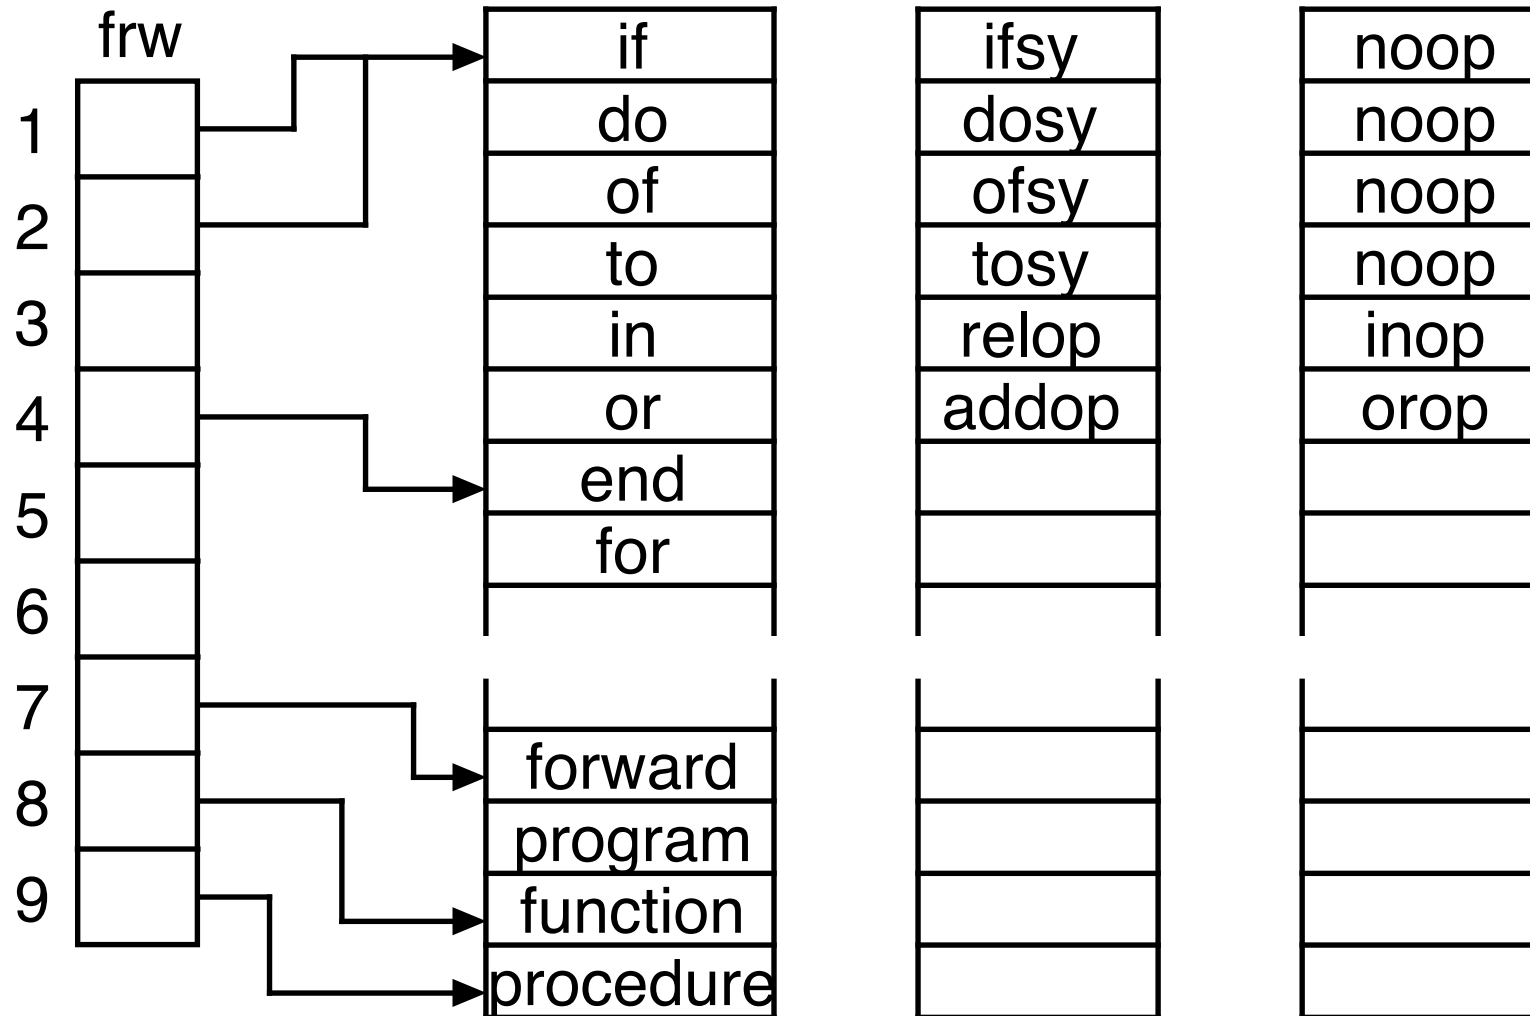 frw
1
2
3
4
5
6
7
8
9
if ifsy noop
do dosy noop
of ofsy noop
to tosy noop
in relop inop
or addop orop
end
for
forward
program
function
procedure